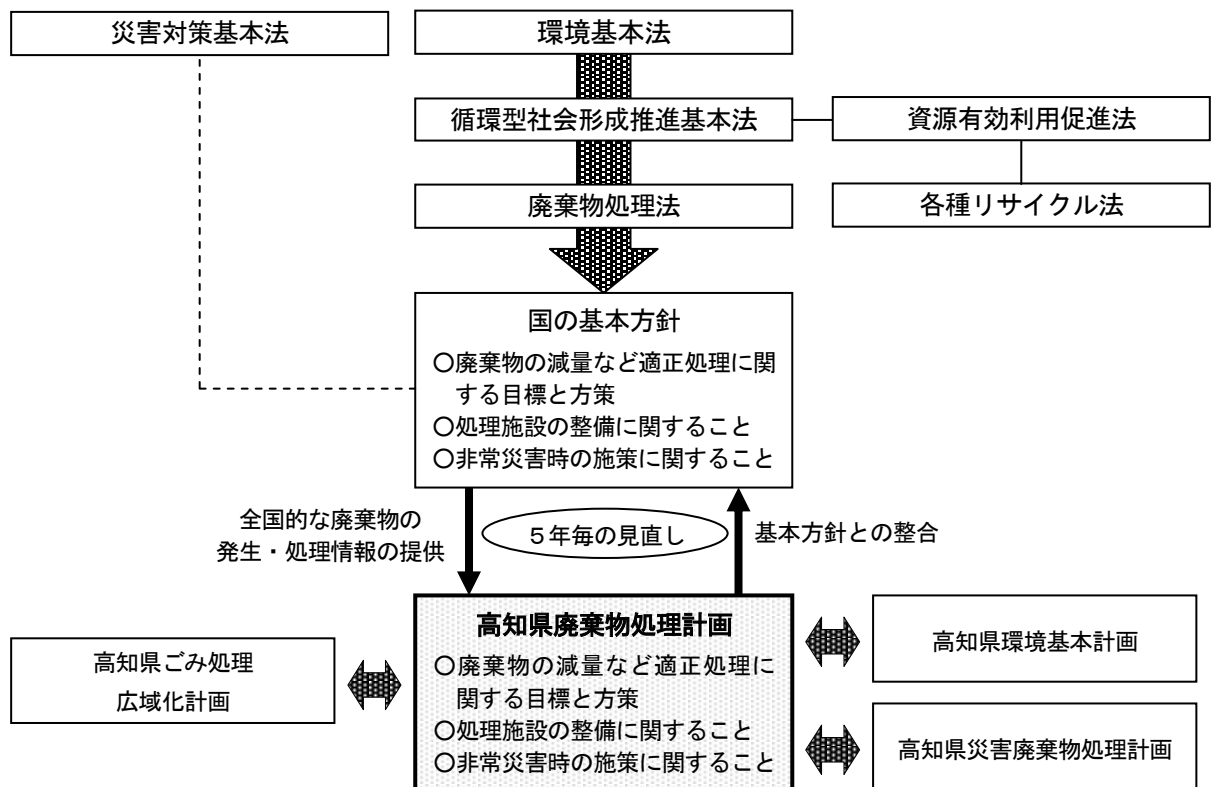 災害対策基本法
環境基本法
循環型社会形成推進基本法
資源有効利用促進法
廃棄物処理法
各種リサイクル法
国の基本方針
○廃棄物の減量など適正処理に関
する目標と方策
○処理施設の整備に関すること
○非常災害時の施策に関すること
全国的な廃棄物の
発生・処理情報の提供
５年毎の見直し
基本方針との整合
高知県廃棄物処理計画
○廃棄物の減量など適正処理に
関する目標と方策
○処理施設の整備に関すること
○非常災害時の施策に関すること
高知県ごみ処理
広域化計画
高知県環境基本計画
高知県災害廃棄物処理計画